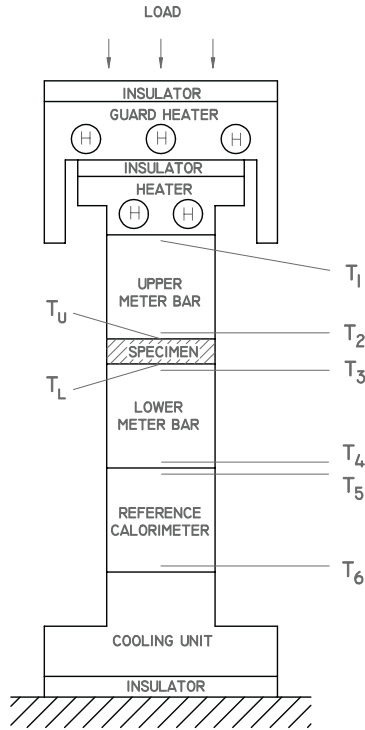 LOAD
INSULATOR
GUARD HEATER
H H H
INSULATOR
HEATER
H H
T1
UPPER
METER BAR
TU
T2
SPECIMEN
T3
TL
LOWER
METER BAR
T4
T5
REFERENCE
CALORIMETER
T6
COOLING UNIT
INSULATOR